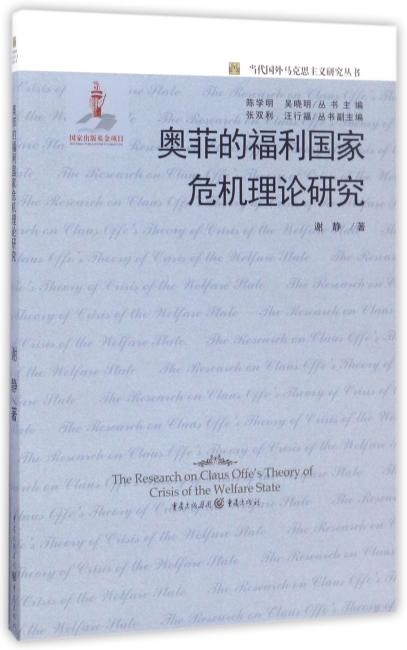 当代国外马克思主义研究丛书
陈学明 吴晓明/丛书主编
张双利 汪行福/丛书副主编
国家出版基金项目
奥菲的福利国家
危机理论研究
谢 静/著
The Research on Claus Offe's Theory of
Crisis of the Welfare State
重庆出版集团 重庆出版社
奥菲的福利国家危机理论研究
谢 静/著